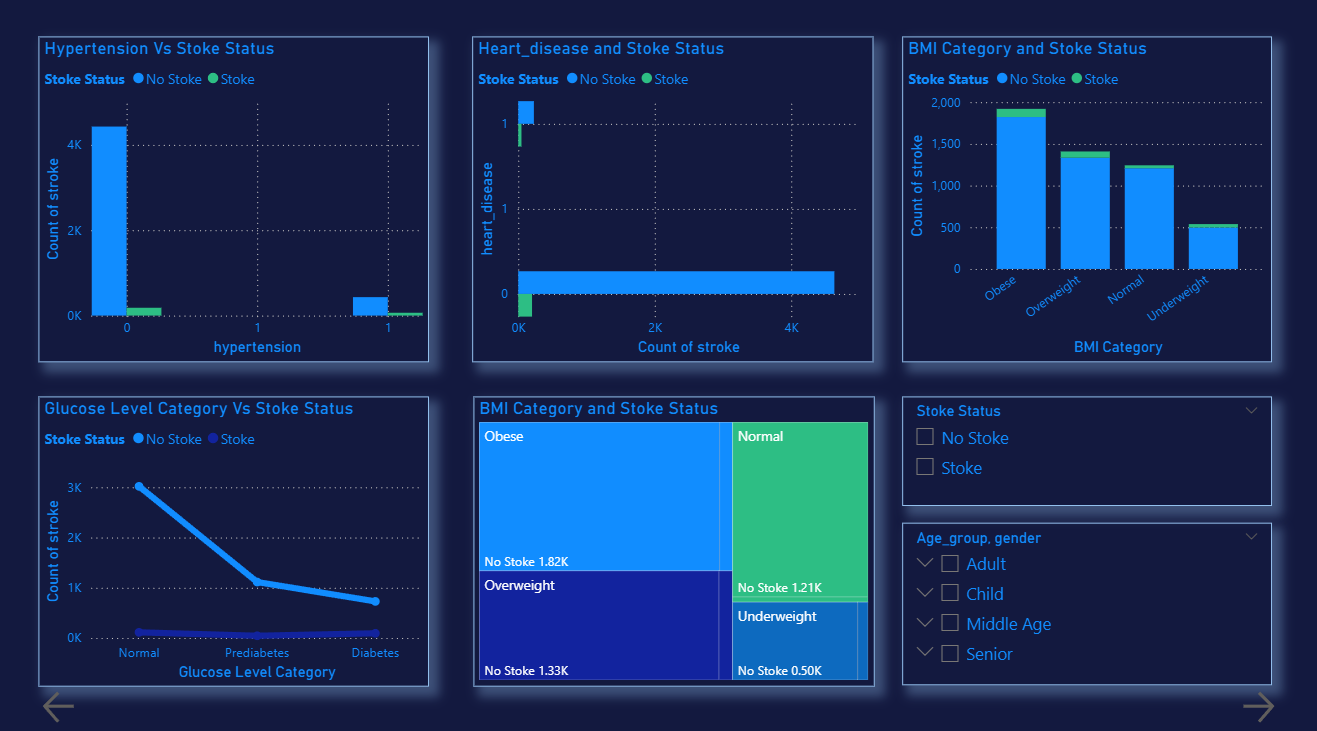 Hypertension Vs Stoke Status
Stoke Status No Stoke Stoke
Count of stroke
4K
2K
0K
0 1 1
hypertension
Heart_disease and Stoke Status
Stoke Status No Stoke Stoke
heart_disease
1
1
0
0K 2K 4K
Count of stroke
BMI Category and Stoke Status
Stoke Status No Stoke Stoke
Count of stroke
2,000
1,500
1,000
500
0
Obese Overweight Normal Underweight
BMI Category
Glucose Level Category Vs Stoke Status
Stoke Status No Stoke Stoke
Count of stroke
3K
2K
1K
0K
Normal Prediabetes Diabetes
Glucose Level Category
BMI Category and Stoke Status
Obese
No Stoke 1.82K
Overweight
No Stoke 1.33K
Normal
No Stoke 1.21K
Underweight
No Stoke 0.50K
Stoke Status
No Stoke
Stoke
Age_group, gender
Adult
Child
Middle Age
Senior